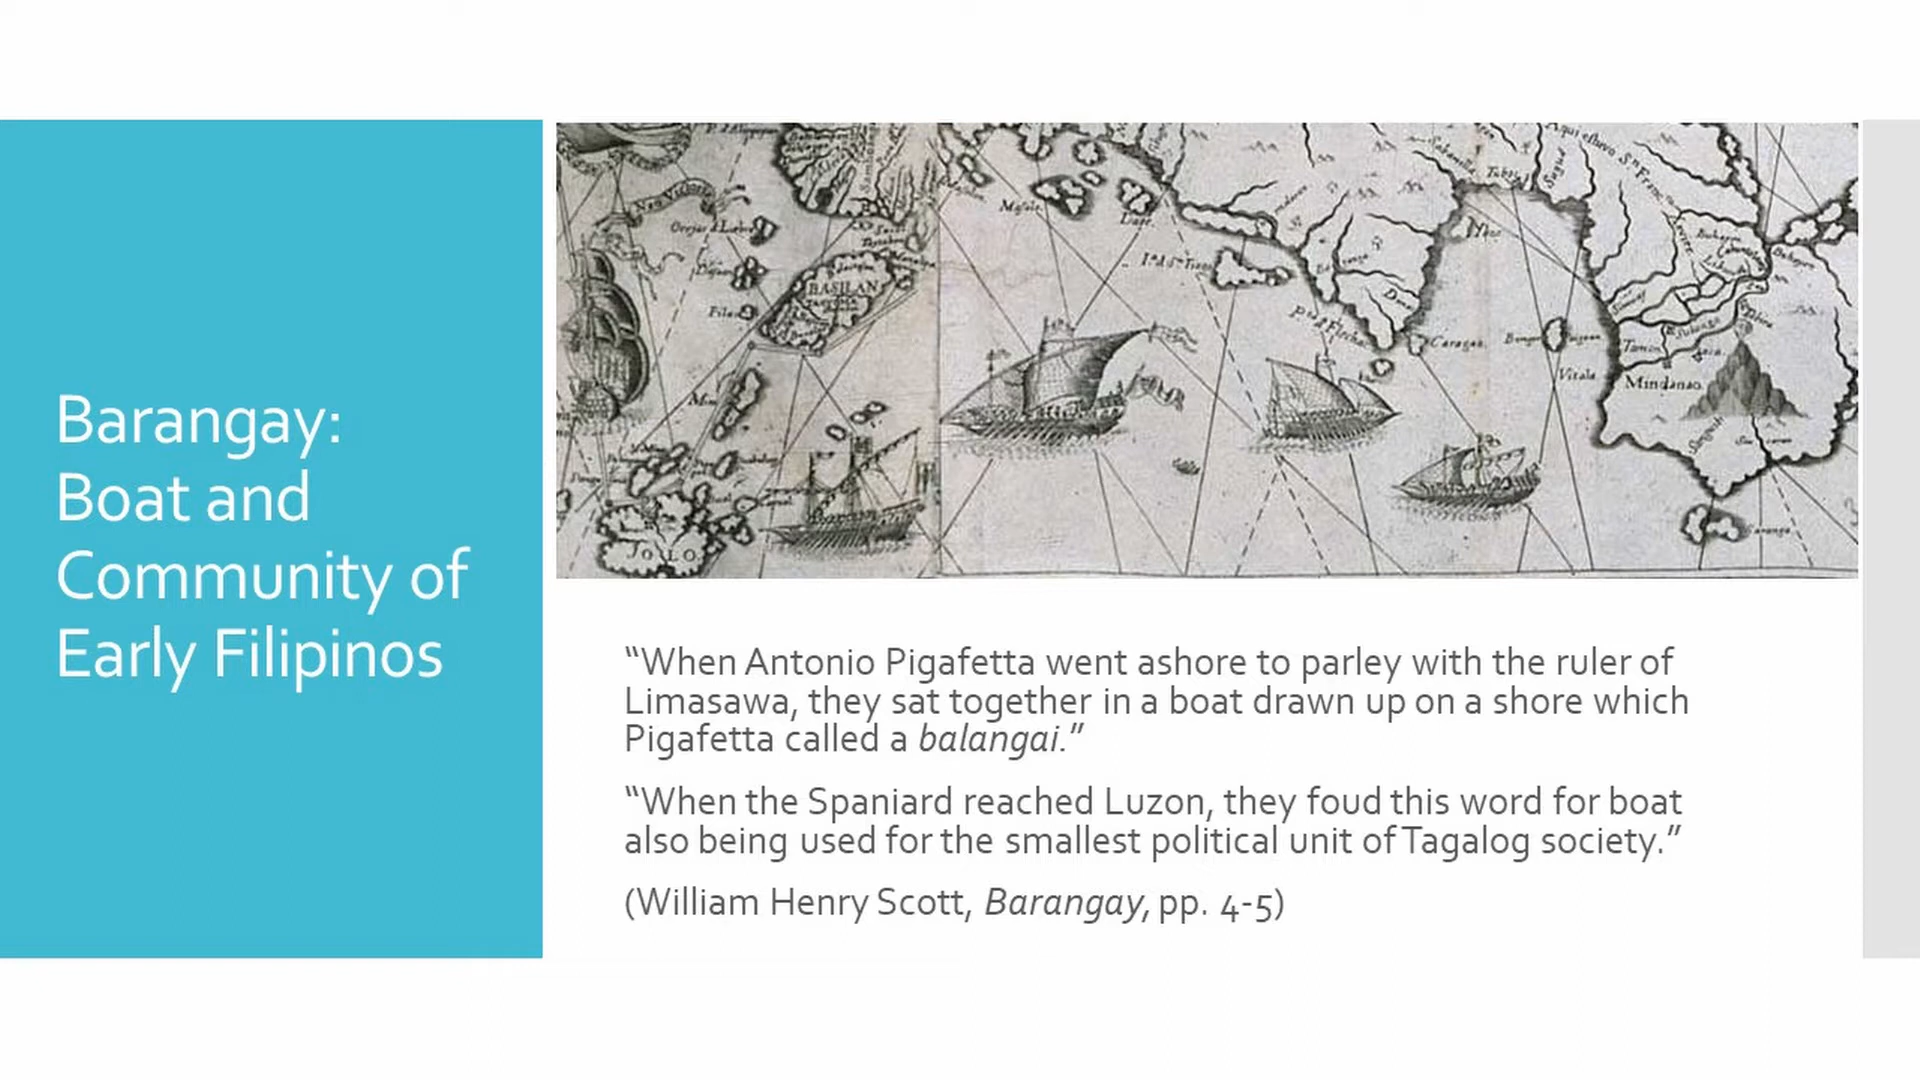 Barangay:
Boat and
Community of
Early Filipinos
BASILAN
JOLO
Mindanao
“When Antonio Pigafetta went ashore to parley with the ruler of
Limasawa, they sat together in a boat drawn up on a shore which
Pigafetta called a balangai.”
“When the Spaniard reached Luzon, they foud this word for boat
also being used for the smallest political unit of Tagalog society.”
(William Henry Scott, Barangay, pp. 4-5)